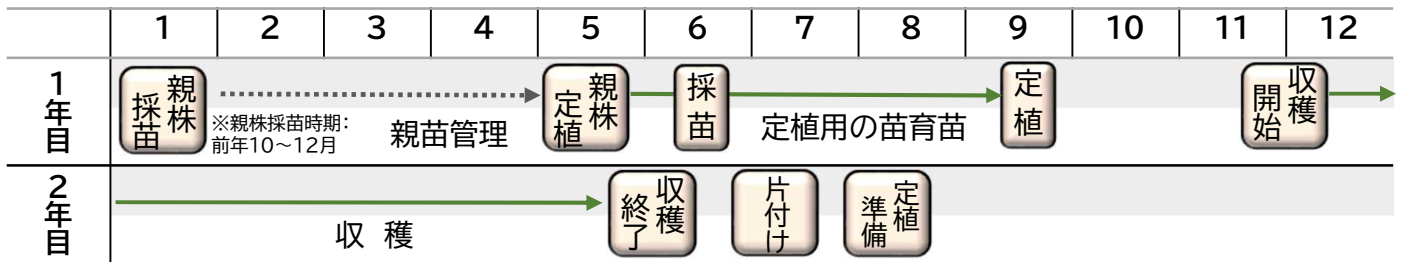 1 2 3 4 5 6 7 8 9 10 11 12
1年目
親株採苗
※親株採苗時期：
前年10～12月
親苗管理
親株定植
採苗
定植用の苗育苗
定植
収穫開始
2年目
収穫
収穫終了
片付け
定植準備